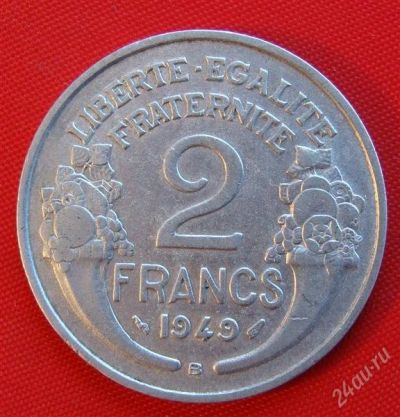 LIBERTE-EGALITE
FRATERNITE
2
FRANCS
1949
B
24au.ru